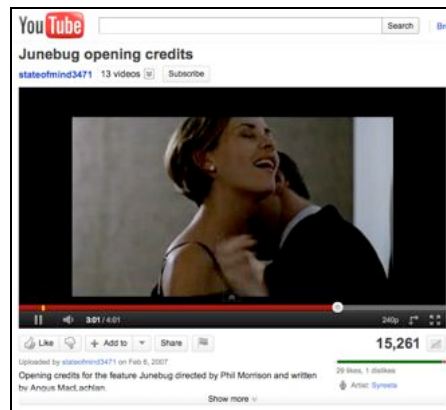 YouTube Search Br
Junebug opening credits
stateofmind3471 13 videos Subscribe
3:01 / 4:01 240p
Like + Add to Share 15,261
Uploaded by stateofmind3471 on Feb 6, 2007
29 likes, 1 dislikes
Opening credits for the feature Junebug directed by Phil Morrison and written
by Angus MacLachlan.
Artist: Syreeta
Show more